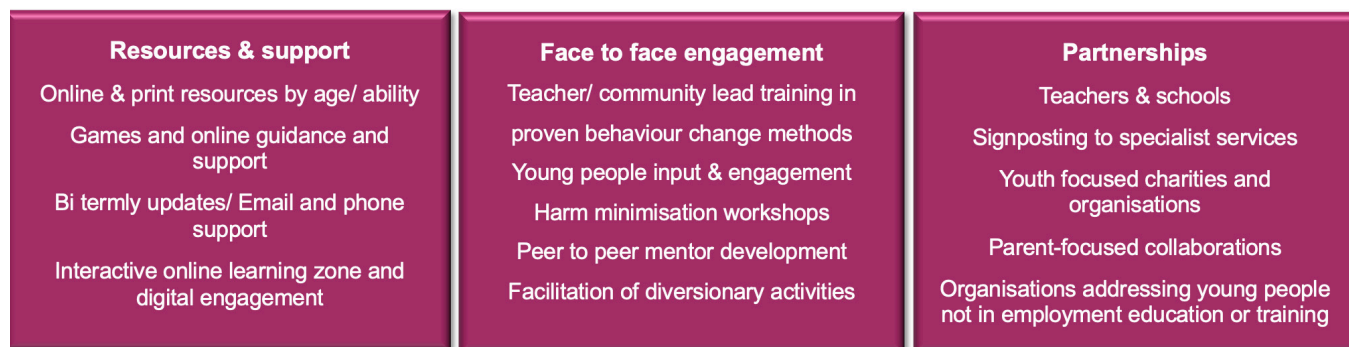 Resources & support
Online & print resources by age/ ability
Games and online guidance and
support
Bi termly updates/ Email and phone
support
Interactive online learning zone and
digital engagement
Face to face engagement
Teacher/ community lead training in
proven behaviour change methods
Young people input & engagement
Harm minimisation workshops
Peer to peer mentor development
Facilitation of diversionary activities
Partnerships
Teachers & schools
Signposting to specialist services
Youth focused charities and
organisations
Parent-focused collaborations
Organisations addressing young people
not in employment education or training